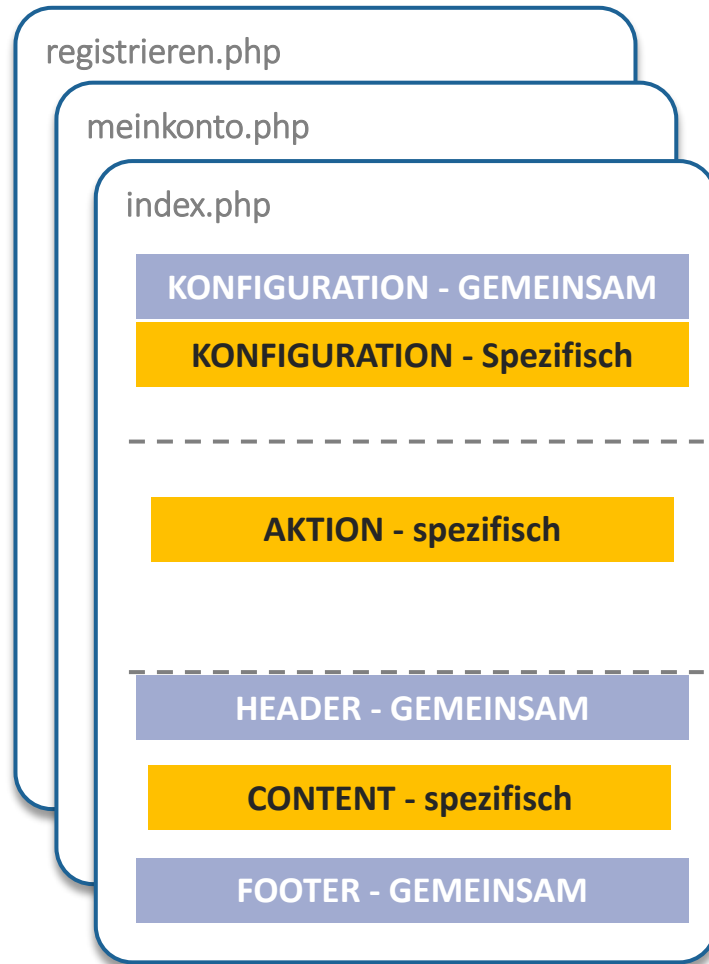 registrieren.php
meinkonto.php
index.php
KONFIGURATION - GEMEINSAM
KONFIGURATION - Spezifisch
AKTION - spezifisch
HEADER - GEMEINSAM
CONTENT - spezifisch
FOOTER - GEMEINSAM